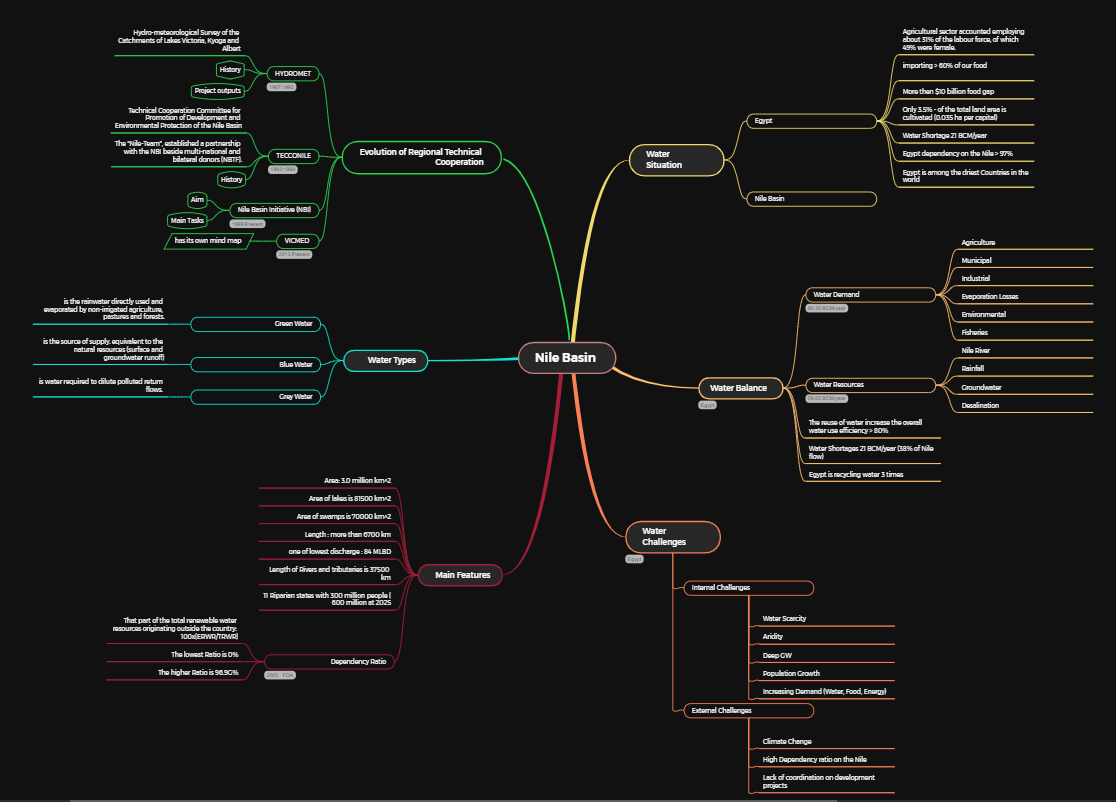 Nile Basin
Evolution of Regional Technical
Cooperation
HYDROMET
1967:1992
Hydro-meteorological Survey of the
Catchments of Lakes Victoria, Kyoga and
Albert
History
Project outputs
TECCONILE
1992:1998
Technical Cooperation Committee for
Promotion of Development and
Environmental Protection of the Nile Basin
The "Nile-Team", established a partnership
with the NBI beside multi-national and
bilateral donors (NBTF).
History
Nile Basin Initiative (NBI)
1999:Present
Aim
Main Tasks
VICMED
2012:Present
has its own mind map
Water Types
Green Water
is the rainwater directly used and
evaporated by non-irrigated agriculture,
pastures and forests.
Blue Water
is the source of supply. equivalent to the
natural resources (surface and
groundwater runoff)
Grey Water
is water required to dilute polluted return
flows.
Main Features
Area: 3.0 million km^2
Area of lakes is 81500 km^2
Area of swamps is 70000 km^2
Length : more than 6700 km
one of lowest discharge : 84 MLBD
Length of Rivers and tributaries is 37500
km
11 Riparian states with 300 million people (
600 million at 2025
Dependency Ratio
That part of the total renewable water
resources originating outside the country:
100x(ERWR/TRWR)
The lowest Ratio is 0%
The higher Ratio is 96.9G%
Water
Situation
Egypt
Agricultural sector accounted employing
about 31% of the labour force, of which
49% were female.
importing > 60% of our food
More than $10 billion food gap
Only 3.5% - of the total land area is
cultivated (0.035 ha per capital)
Water Shortage 21 BCM/year
Egypt dependency on the Nile > 97%
Egypt is among the driest Countries in the
world
Nile Basin
Water Balance
Egypt
Water Demand
BCM/year
Agriculture
Municipal
Industrial
Evaporation Losses
Environmental
Fisheries
Water Resources
BCM/year
Nile River
Rainfall
Groundwater
Desalination
The reuse of water increase the overall
water use efficiency > 80%
Water Shortages 21 BCM/year (38% of Nile
flow)
Egypt is recycling water 3 times
Water
Challenges
Egypt
Internal Challenges
Water Scarcity
Aridity
Deep GW
Population Growth
Increasing Demand (Water, Food, Energy)
External Challenges
Climate Change
High Dependency ratio on the Nile
Lack of coordination on development
projects